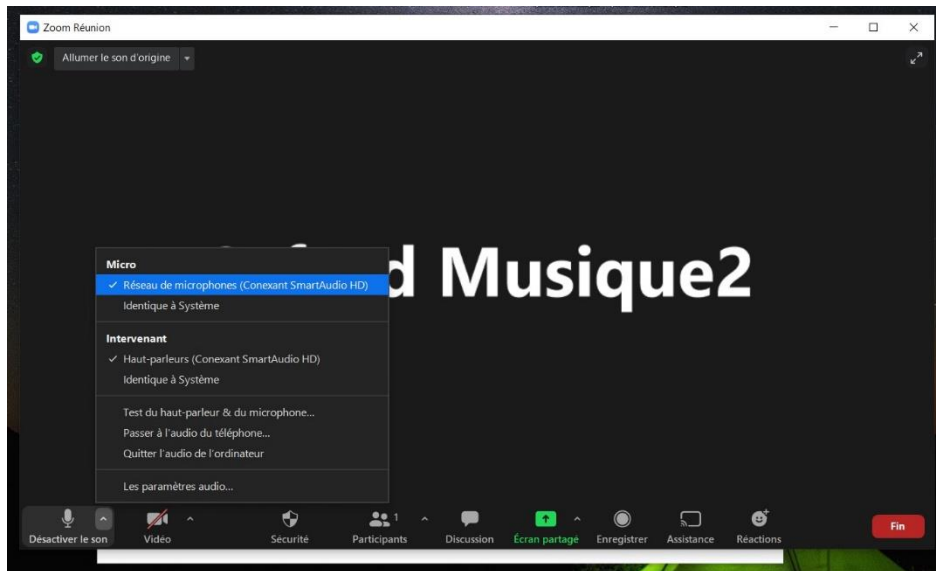 Zoom Réunion
Allumer le son d'origine
d Musique2
Micro
Réseau de microphones (Conexant SmartAudio HD)
Identique à Système
Intervenant
Haut-parleurs (Conexant SmartAudio HD)
Identique à Système
Test du haut-parleur & du microphone...
Passer à l'audio du téléphone...
Quitter l'audio de l'ordinateur
Les paramètres audio...
1
Désactiver le son Vidéo Sécurité Participants Discussion Écran partagé Enregistrer Assistance Réactions Fin